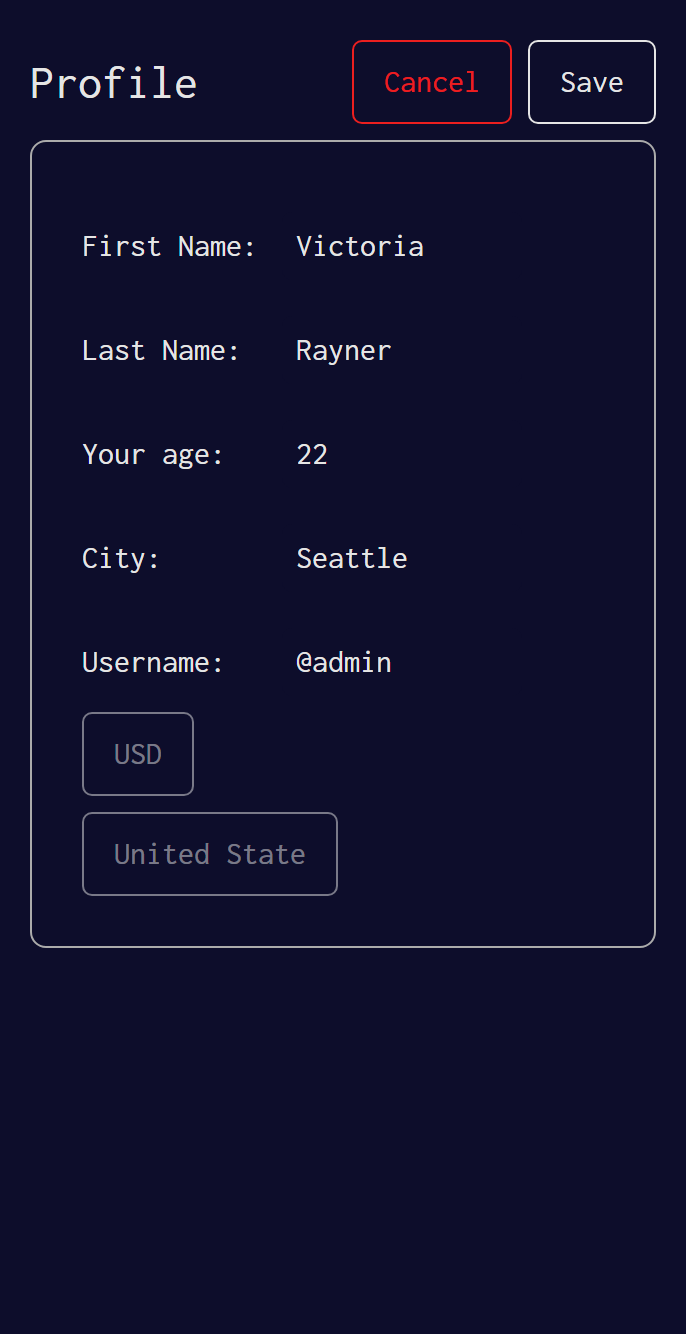 Profile Cancel Save
First Name: Victoria
Last Name: Rayner
Your age: 22
City: Seattle
Username: @admin
USD
United State